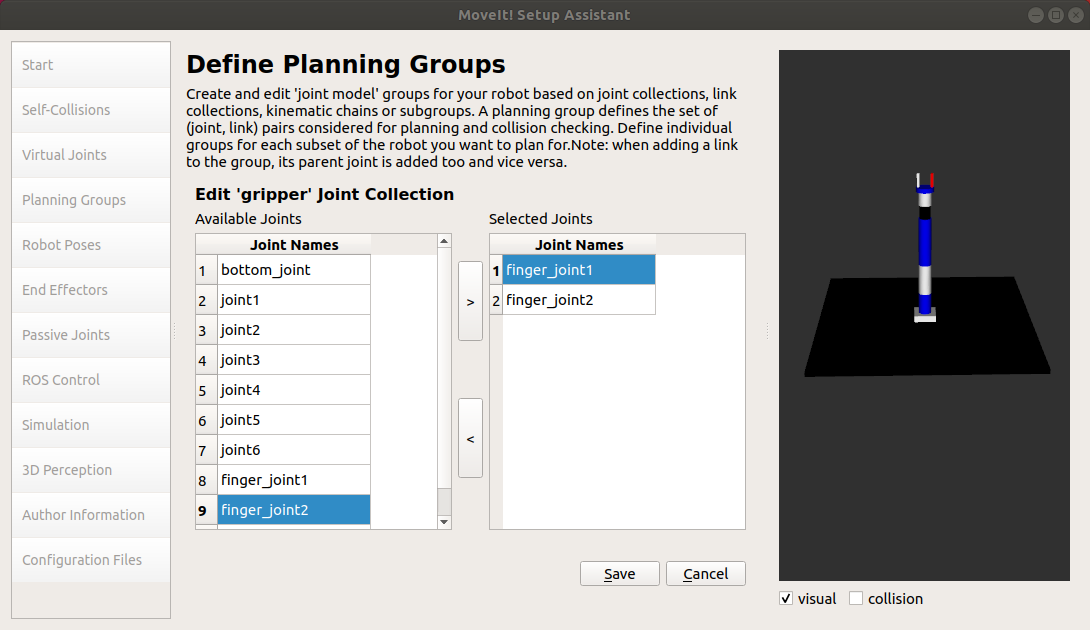 MoveIt! Setup Assistant
Start
Self-Collisions
Virtual Joints
Planning Groups
Robot Poses
End Effectors
Passive Joints
ROS Control
Simulation
3D Perception
Author Information
Configuration Files
Define Planning Groups
Create and edit 'joint model' groups for your robot based on joint collections, link
collections, kinematic chains or subgroups. A planning group defines the set of
(joint, link) pairs considered for planning and collision checking. Define individual
groups for each subset of the robot you want to plan for.Note: when adding a link
to the group, its parent joint is added too and vice versa.
Edit 'gripper' Joint Collection
Available Joints
Joint Names
1 bottom_joint
2 joint1
3 joint2
4 joint3
5 joint4
6 joint5
7 joint6
8 finger_joint1
9 finger_joint2
>
<
Selected Joints
Joint Names
1 finger_joint1
2 finger_joint2
Save Cancel
visual collision